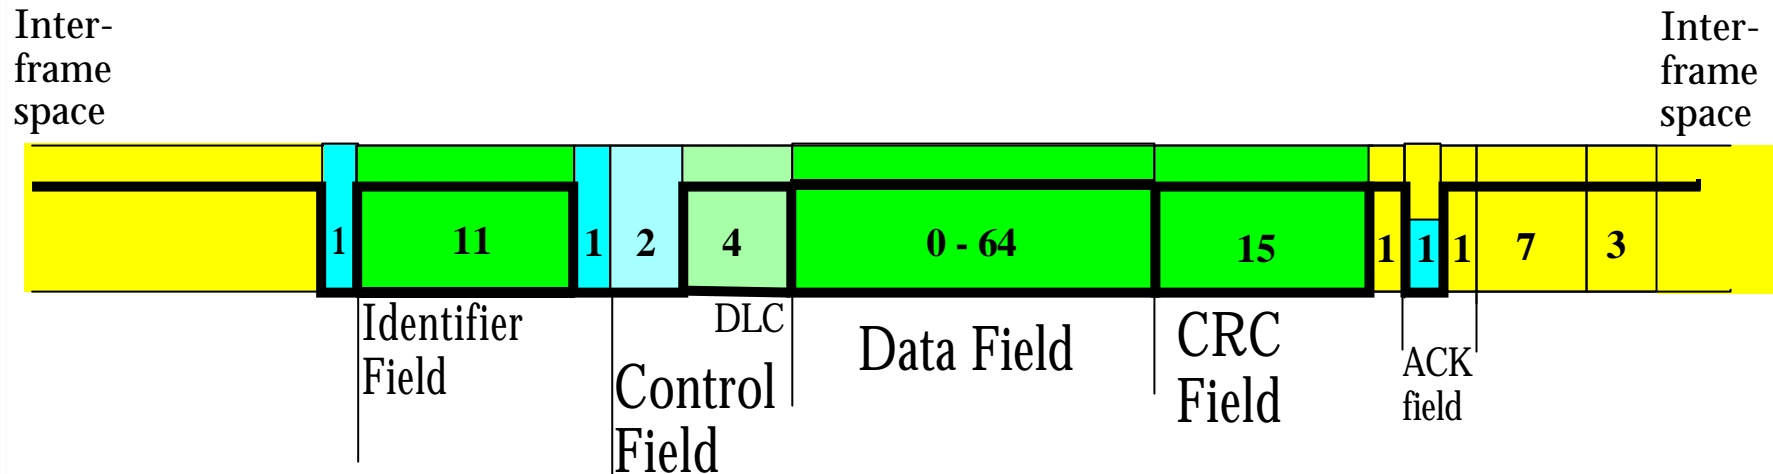 Inter-
frame
space
Inter-
frame
space
1 11 1 2 4 0 - 64 15 1 1 1 7 3
Identifier
Field
DLC
Control
Field
Data Field
CRC
Field
ACK
field